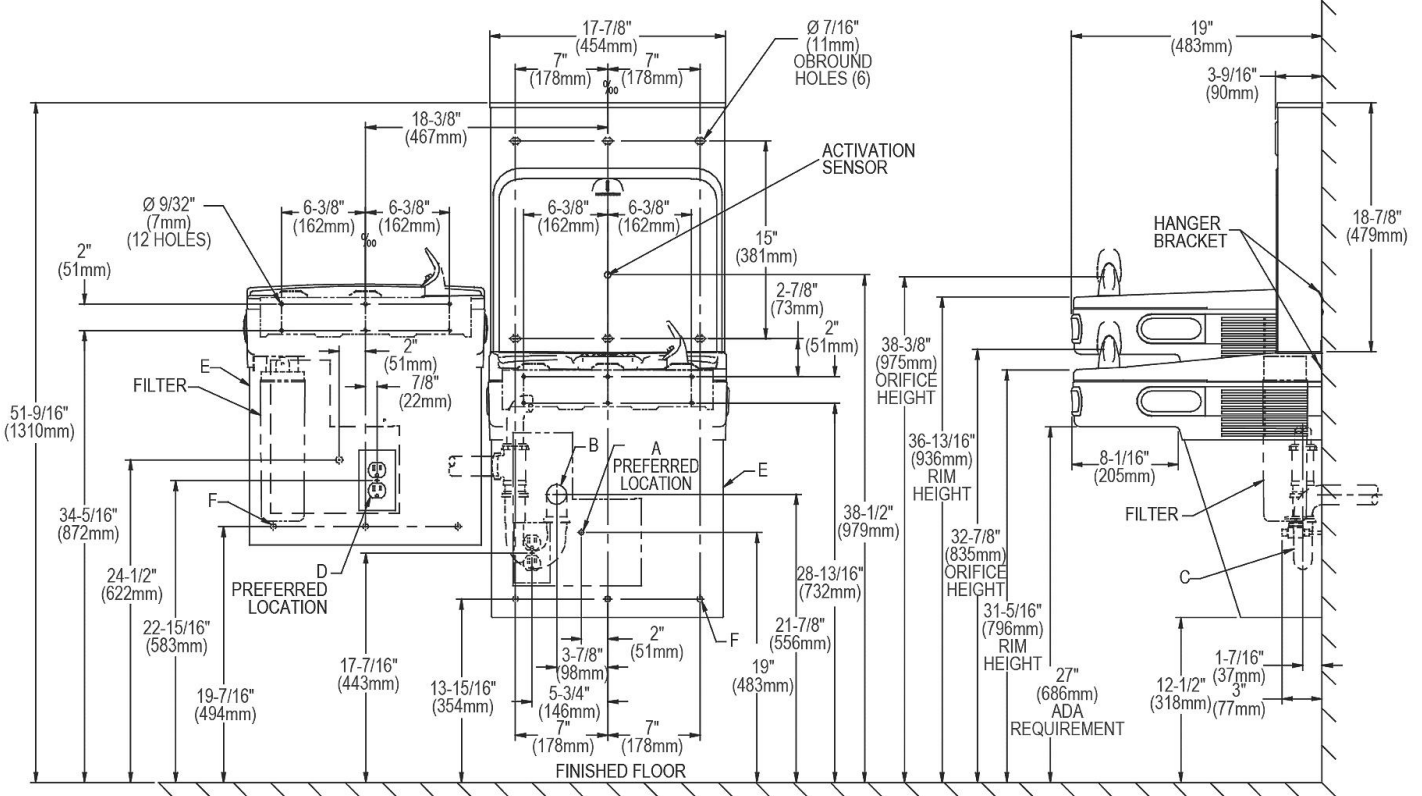 17-7/8"
(454mm)
7"
(178mm)
7"
(178mm)
Ø 7/16"
(11mm)
OBROUND
HOLES (6)
19"
(483mm)
3-9/16"
(90mm)
18-3/8"
(467mm)
ACTIVATION
SENSOR
Ø 9/32"
(7mm)
(12 HOLES)
6-3/8"
(162mm)
6-3/8"
(162mm)
6-3/8"
(162mm)
6-3/8"
(162mm)
15"
(381mm)
HANGER
BRACKET
18-7/8"
(479mm)
2"
(51mm)
2-7/8"
(73mm)
2"
(51mm)
2"
(51mm)
7/8"
(22mm)
E
FILTER
38-3/8"
(975mm)
ORIFICE
HEIGHT
51-9/16"
(1310mm)
B
A
PREFERRED
LOCATION
E
36-13/16"
(936mm)
RIM
HEIGHT
8-1/16"
(205mm)
F
FILTER
34-5/16"
(872mm)
38-1/2"
(979mm)
32-7/8"
(835mm)
ORIFICE
HEIGHT
24-1/2"
(622mm)
D
PREFERRED
LOCATION
28-13/16"
(732mm)
C
31-5/16"
(796mm)
RIM
HEIGHT
22-15/16"
(583mm)
21-7/8"
(556mm)
F
2"
(51mm)
3-7/8"
(98mm)
17-7/16"
(443mm)
19"
(483mm)
1-7/16"
(37mm)
3"
(77mm)
27"
(686mm)
ADA
REQUIREMENT
12-1/2"
(318mm)
19-7/16"
(494mm)
13-15/16"
(354mm)
5-3/4"
(146mm)
7"
(178mm)
7"
(178mm)
FINISHED FLOOR